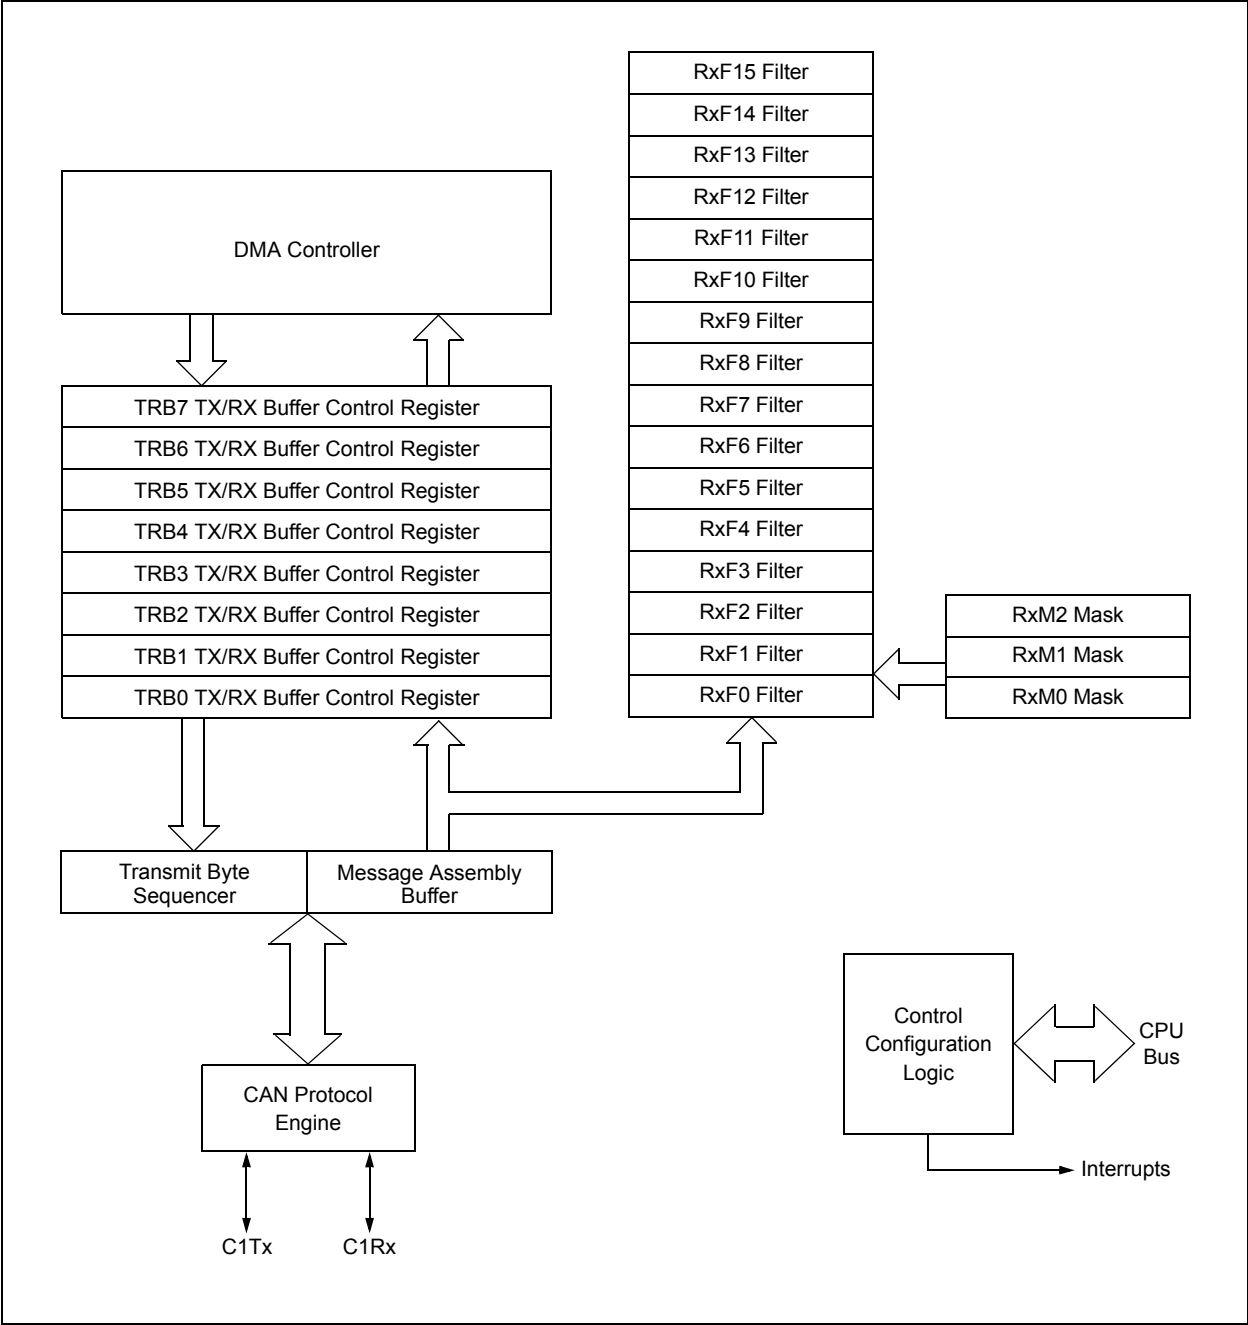 RxF15 Filter
RxF14 Filter
RxF13 Filter
RxF12 Filter
RxF11 Filter
RxF10 Filter
RxF9 Filter
RxF8 Filter
RxF7 Filter
RxF6 Filter
RxF5 Filter
RxF4 Filter
RxF3 Filter
RxF2 Filter
RxF1 Filter
RxF0 Filter
DMA Controller
TRB7 TX/RX Buffer Control Register
TRB6 TX/RX Buffer Control Register
TRB5 TX/RX Buffer Control Register
TRB4 TX/RX Buffer Control Register
TRB3 TX/RX Buffer Control Register
TRB2 TX/RX Buffer Control Register
TRB1 TX/RX Buffer Control Register
TRB0 TX/RX Buffer Control Register
RxM2 Mask
RxM1 Mask
RxM0 Mask
Transmit Byte
Sequencer
Message Assembly
Buffer
CAN Protocol
Engine
C1Tx
C1Rx
Control
Configuration
Logic
CPU
Bus
Interrupts